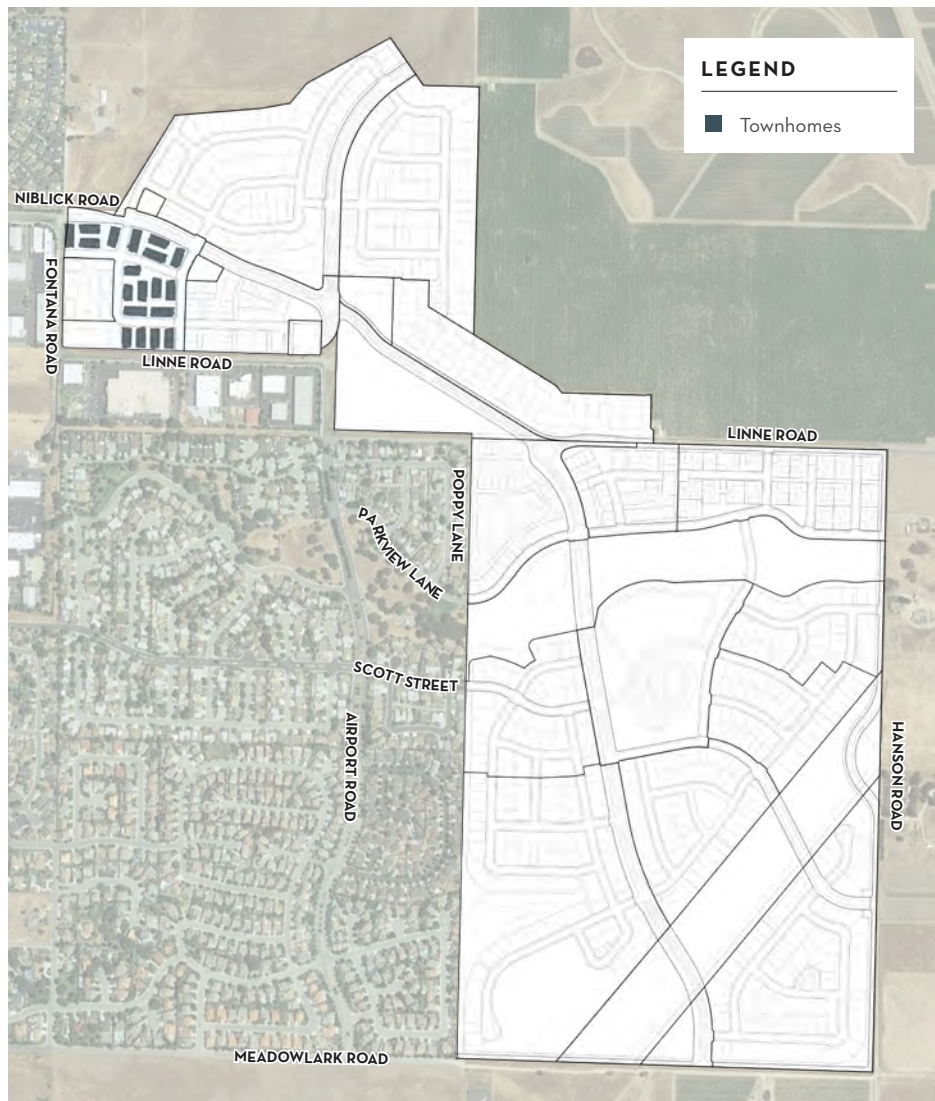 LEGEND
Townhomes
NIBLICK ROAD
FONTANA ROAD
LINNE ROAD
LINNE ROAD
POPPY LANE
PARKVIEW LANE
SCOTT STREET
AIRPORT ROAD
HANSON ROAD
MEADOWLARK ROAD